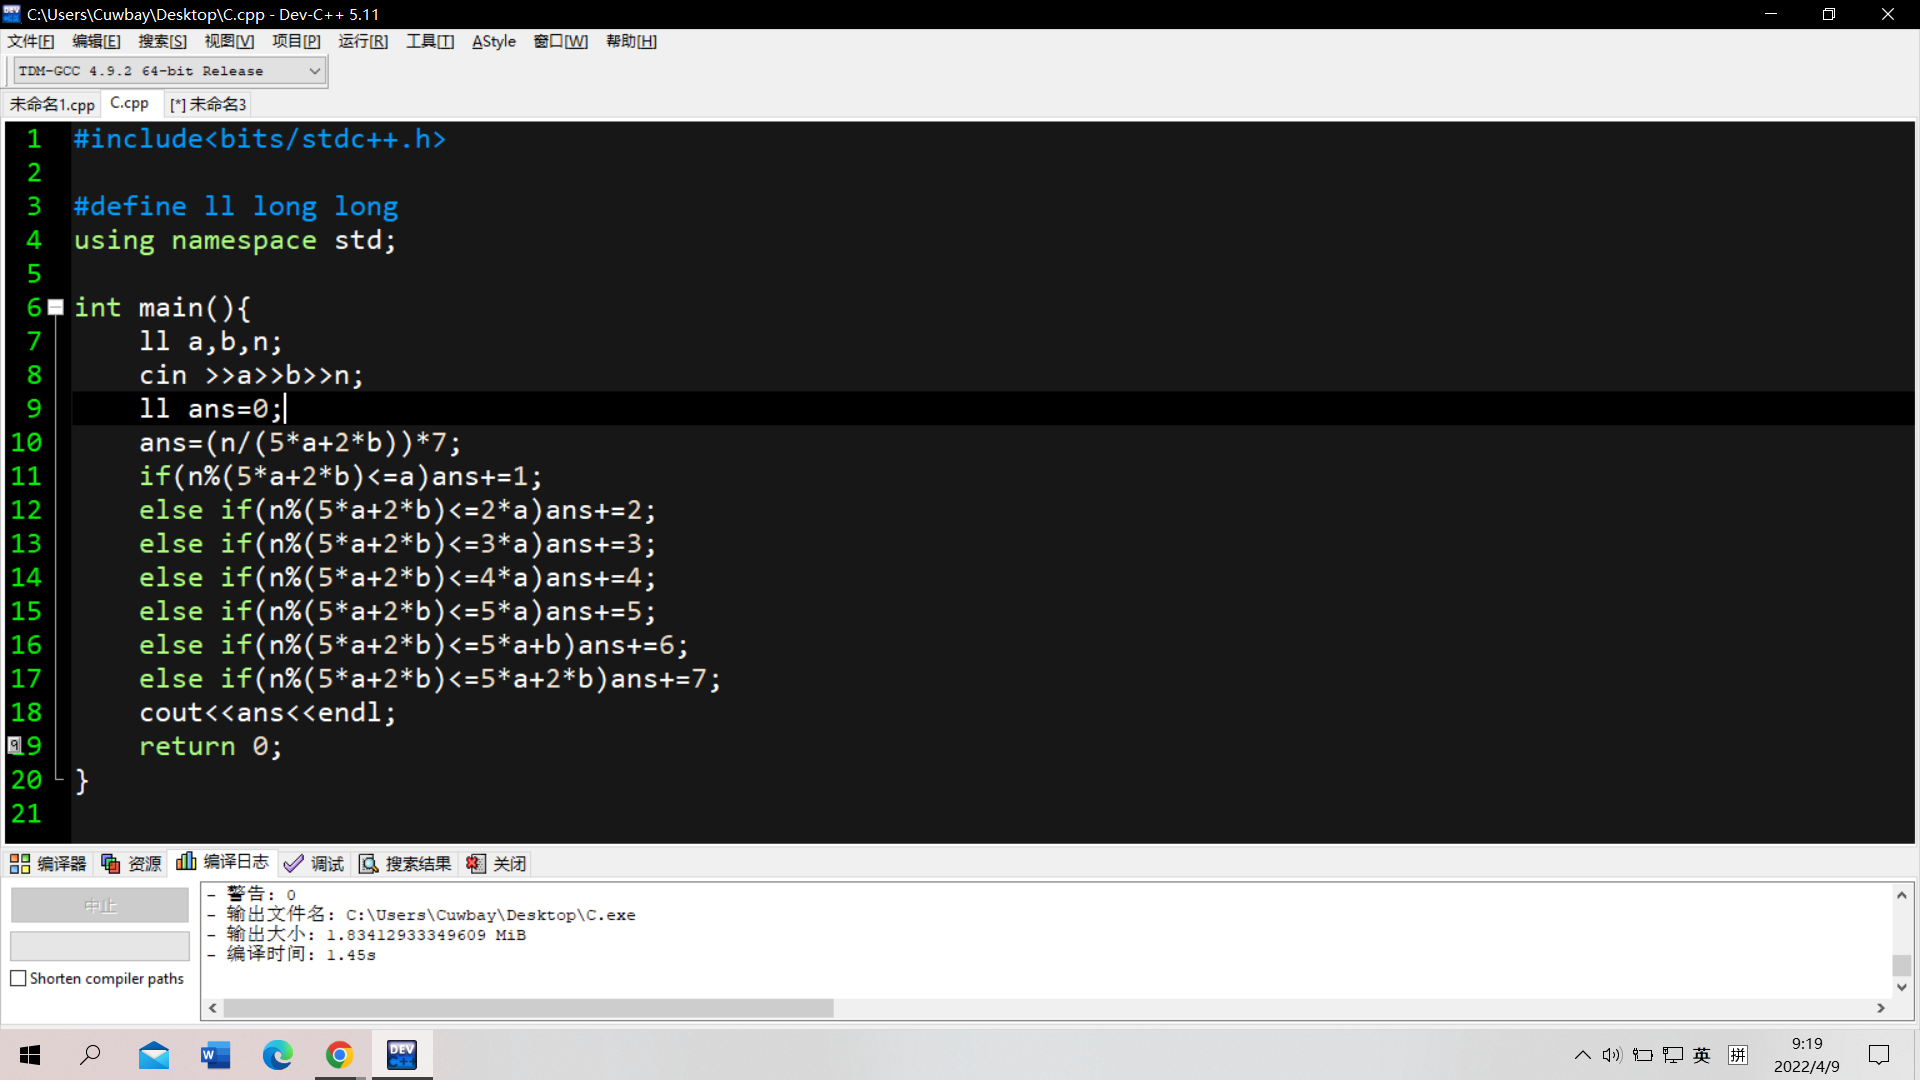 C:\Users\Cuwbay\Desktop\C.cpp - Dev-C++ 5.11
文件[F] 编辑[E] 搜索[S] 视图[V] 项目[P] 运行[R] 工具[T] AStyle 窗口[W] 帮助[H]
TDM-GCC 4.9.2 64-bit Release
未命名1.cpp C.cpp [*] 未命名3
1 #include<bits/stdc++.h>
2
3 #define ll long long
4 using namespace std;
5
6 int main(){
7 ll a,b,n;
8 cin >>a>>b>>n;
9 ll ans=0;
10 ans=(n/(5*a+2*b))*7;
11 if(n%(5*a+2*b)<=a)ans+=1;
12 else if(n%(5*a+2*b)<=2*a)ans+=2;
13 else if(n%(5*a+2*b)<=3*a)ans+=3;
14 else if(n%(5*a+2*b)<=4*a)ans+=4;
15 else if(n%(5*a+2*b)<=5*a)ans+=5;
16 else if(n%(5*a+2*b)<=5*a+b)ans+=6;
17 else if(n%(5*a+2*b)<=5*a+2*b)ans+=7;
18 cout<<ans<<endl;
19 return 0;
20 }
21
编译器 资源 编译日志 调试 搜索结果 关闭
中止
Shorten compiler paths
- 警告: 0
- 输出文件名: C:\Users\Cuwbay\Desktop\C.exe
- 输出大小: 1.83412933349609 MiB
- 编译时间: 1.45s
DEV C++
英 拼
9:19
2022/4/9